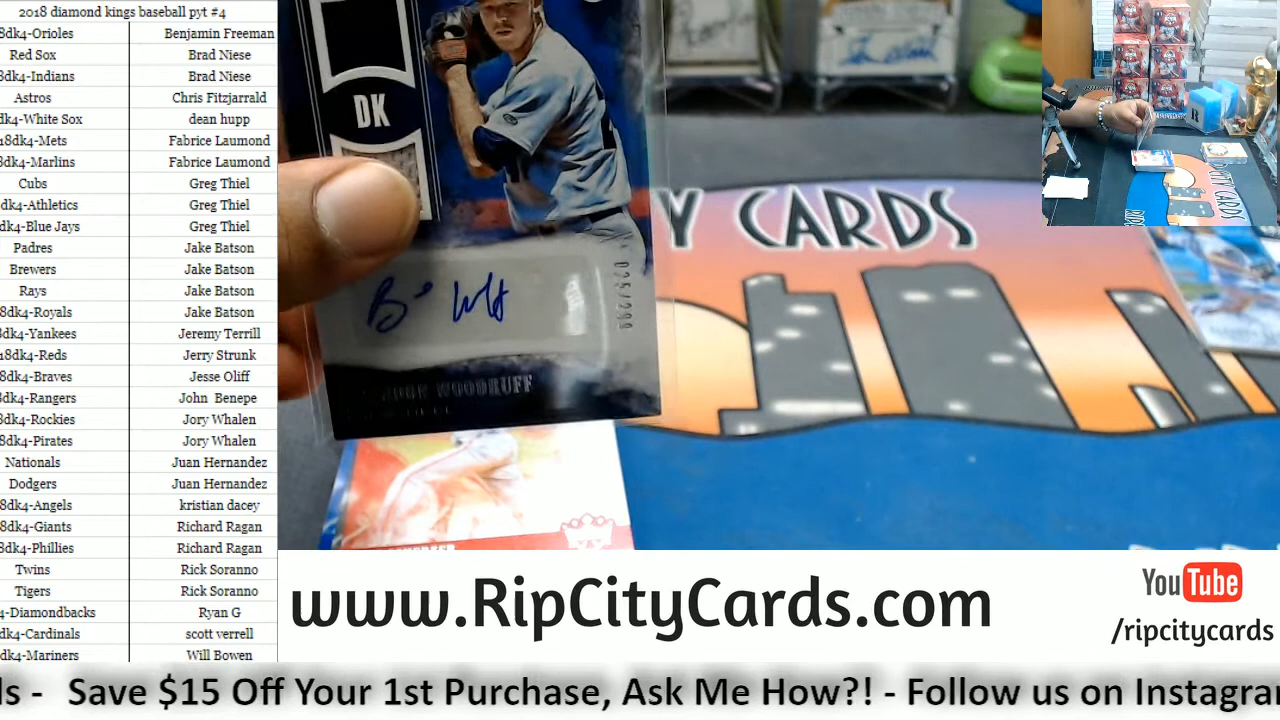 2018 diamond kings baseball pyt #4
8dk4-Orioles Benjamin Freeman
Red Sox Brad Niese
8dk4-Indians Brad Niese
Astros Chris Fitzjarrald
dk4-White Sox dean hupp
18dk4-Mets Fabrice Laumond
8dk4-Marlins Fabrice Laumond
Cubs Greg Thiel
dk4-Athletics Greg Thiel
dk4-Blue Jays Greg Thiel
Padres Jake Batson
Brewers Jake Batson
Rays Jake Batson
8dk4-Royals Jake Batson
8dk4-Yankees Jeremy Terrill
18dk4-Reds Jerry Strunk
8dk4-Braves Jesse Oliff
8dk4-Rangers John Benepe
8dk4-Rockies Jory Whalen
8dk4-Pirates Jory Whalen
Nationals Juan Hernandez
Dodgers Juan Hernandez
8dk4-Angels kristian dacey
8dk4-Giants Richard Ragan
8dk4-Phillies Richard Ragan
Twins Rick Soranno
Tigers Rick Soranno
4-Diamondbacks Ryan G
dk4-Cardinals scott verrell
dk4-Mariners Will Bowen
DK
025/299
WOODRUFF
Y CARDS
CARDS
www.RipCityCards.com
YouTube
/ripcitycards
ls - Save $15 Off Your 1st Purchase, Ask Me How?! - Follow us on Instagra